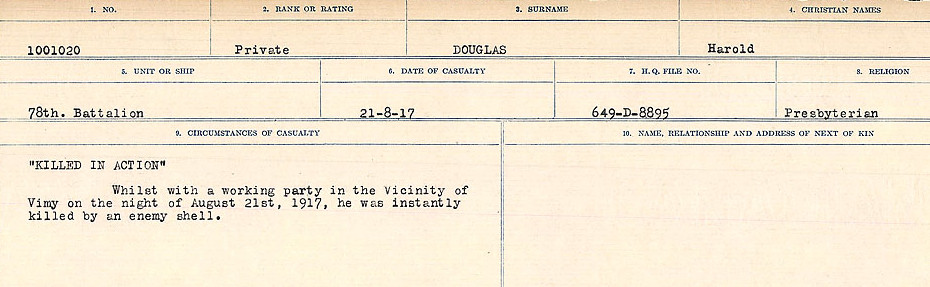 1. NO. 2. RANK OR RATING 3. SURNAME 4. CHRISTIAN NAMES
1001020 Private DOUGLAS Harold
5. UNIT OR SHIP 6. DATE OF CASUALTY 7. H.Q. FILE NO. 8. RELIGION
78th. Battalion 21-8-17 649-D-8895 Presbyterian
9. CIRCUMSTANCES OF CASUALTY 10. NAME, RELATIONSHIP AND ADDRESS OF NEXT OF KIN
"KILLED IN ACTION"
Whilst with a working party in the Vicinity of
Vimy on the night of August 21st, 1917, he was instantly
killed by an enemy shell.